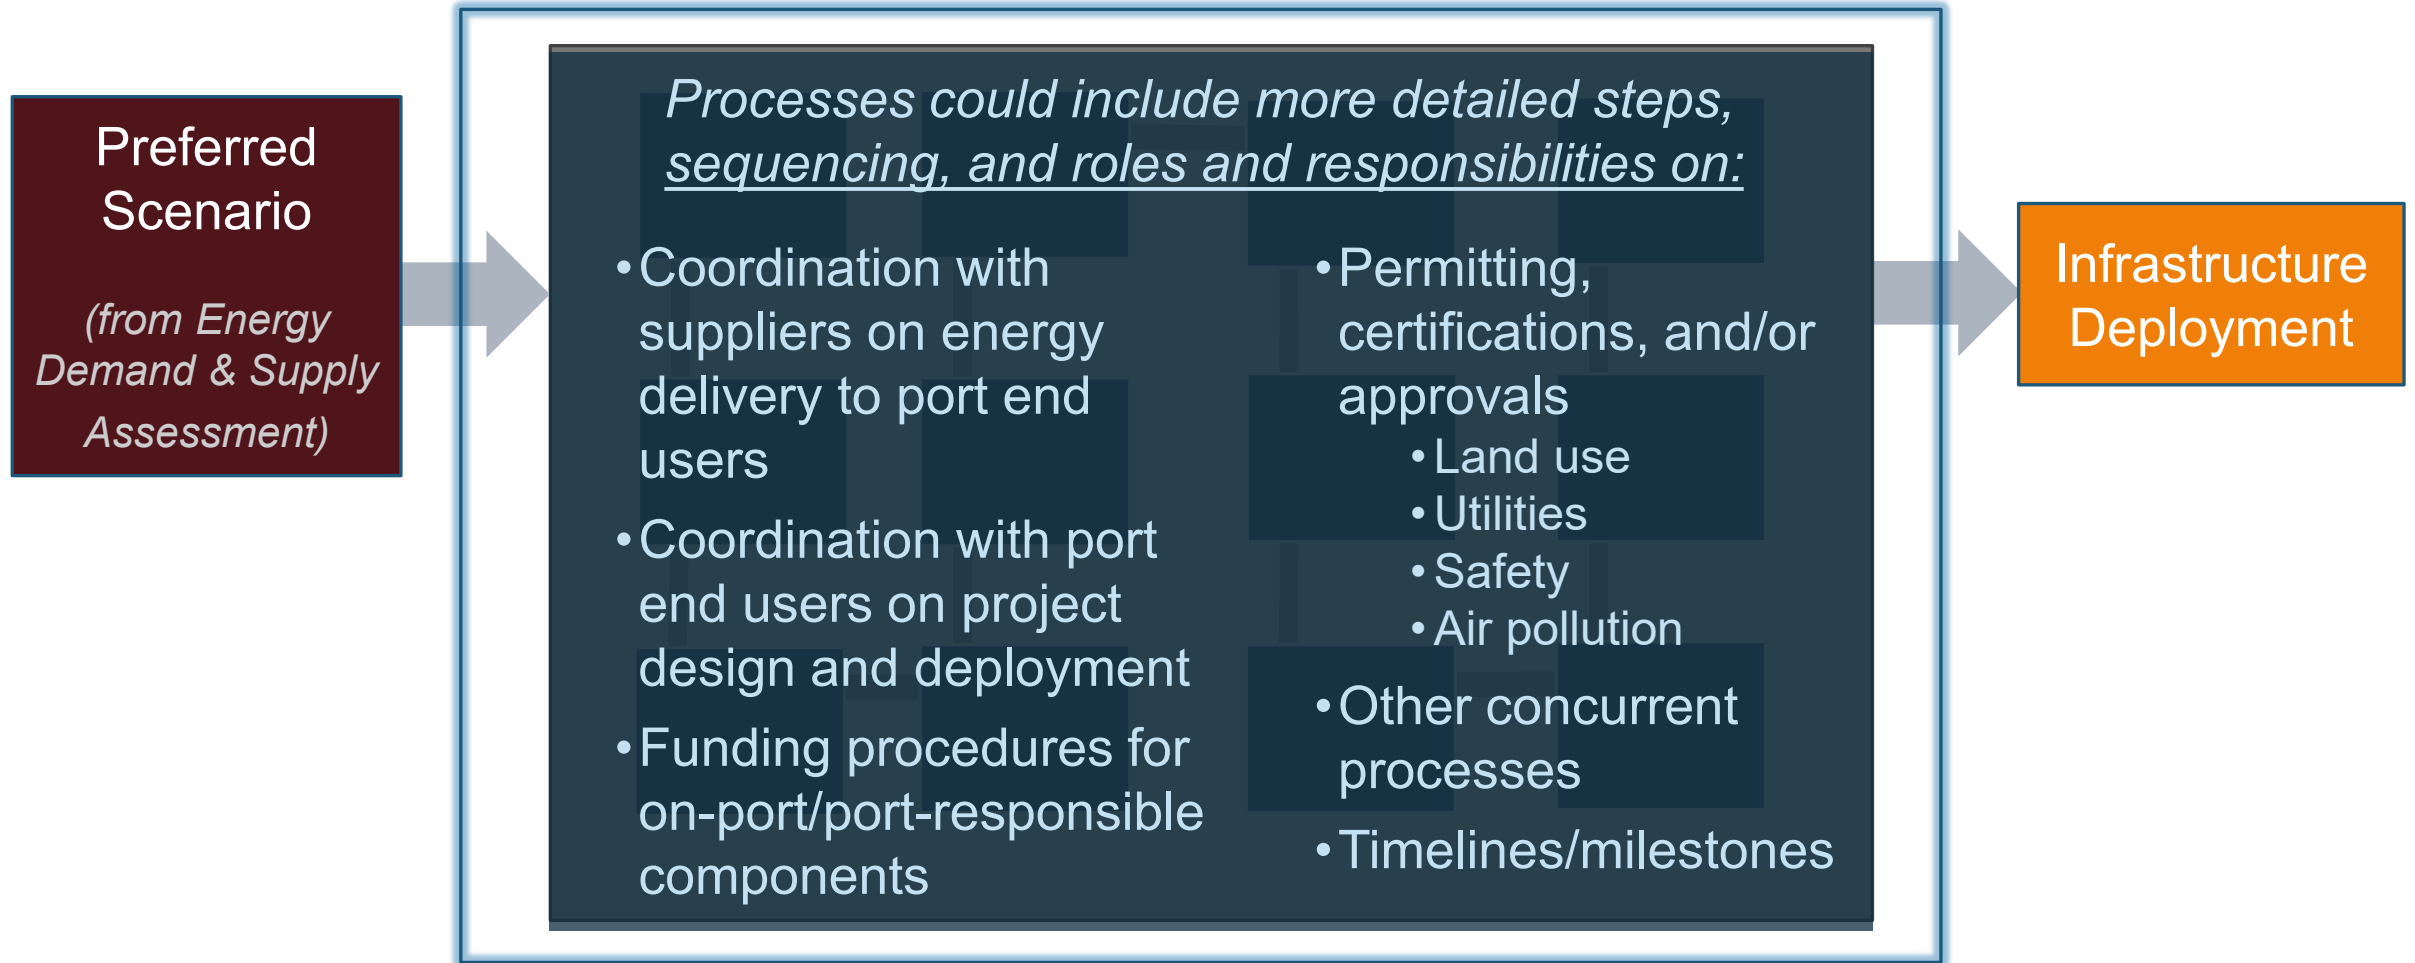 Preferred
Scenario
(from Energy
Demand & Supply
Assessment)
Processes could include more detailed steps,
sequencing, and roles and responsibilities on:
•Coordination with
suppliers on energy
delivery to port end
users
•Coordination with port
end users on project
design and deployment
•Funding procedures for
on-port/port-responsible
components
•Permitting,
certifications, and/or
approvals
•Land use
•Utilities
•Safety
•Air pollution
•Other concurrent
processes
•Timelines/milestones
Infrastructure
Deployment